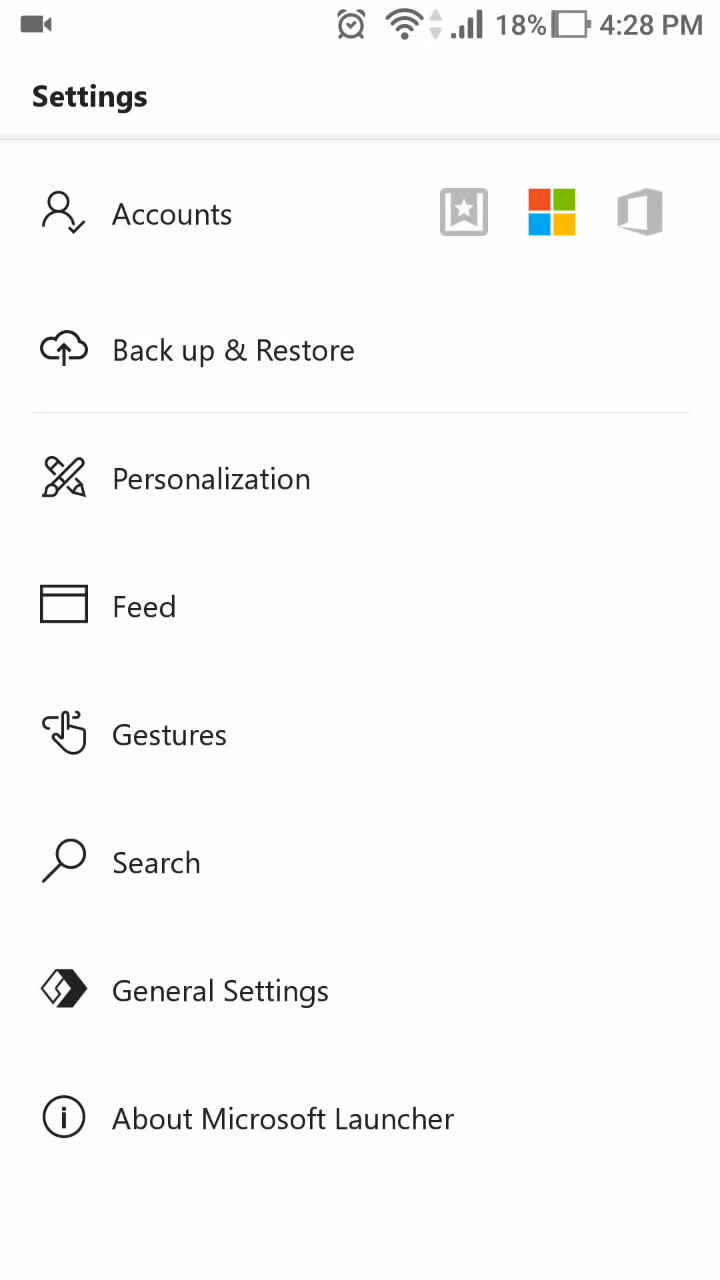 18% 4:28 PM
Settings
Accounts
Back up & Restore
Personalization
Feed
Gestures
Search
General Settings
About Microsoft Launcher